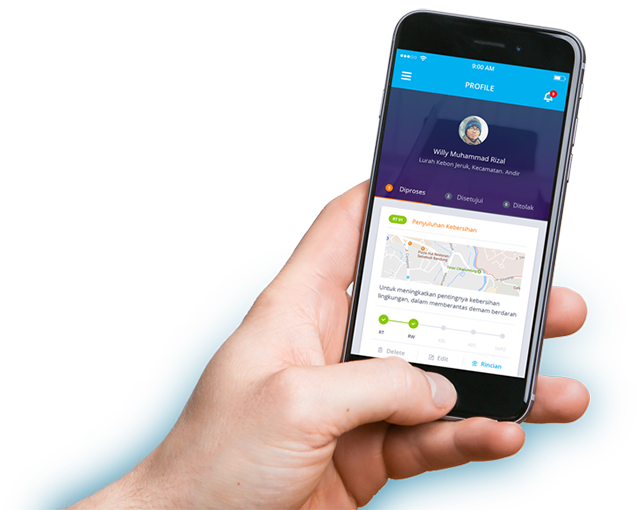 9:00 AM
PROFILE
Willy Muhammad Rizal
Lurah Kebon Jeruk, Kecamatan, Andir
Diproses
Disetujui
Ditolak
RT 01
Penyuluhan Kebersihan
Untuk meningkatkan pentingnya kebersihan
lingkungan, dalam memberantas demam berdarah
RT
RW
Delete
Edit
Rincian